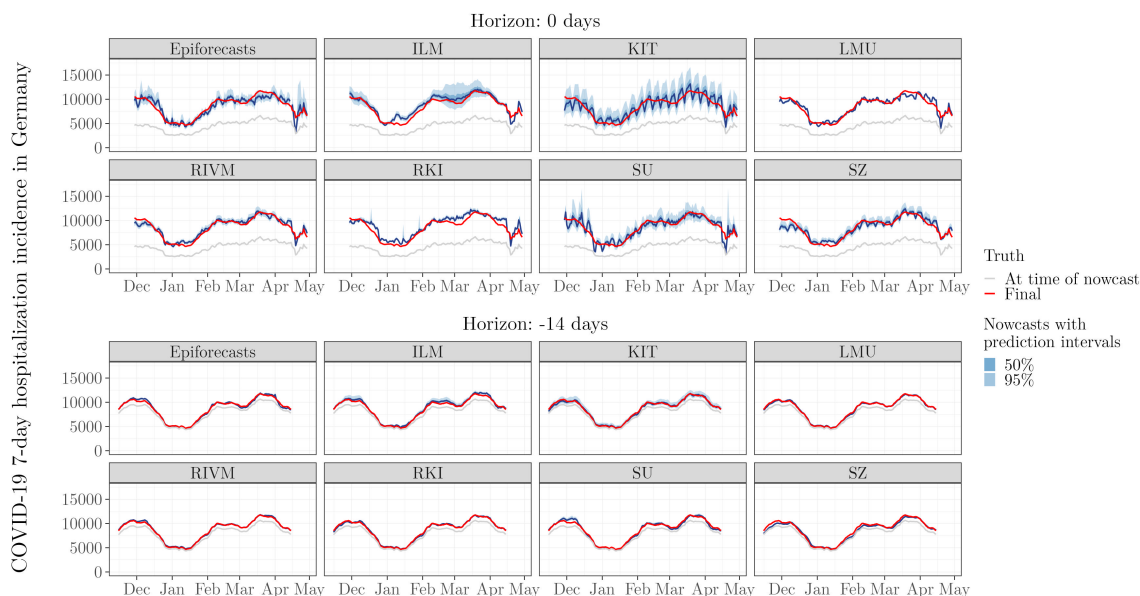 COVID-19 7-day hospitalization incidence in Germany
Horizon: 0 days
Epiforecasts ILM KIT LMU
15000
10000
5000
0
RIVM RKI SU SZ
15000
10000
5000
0
Dec Jan Feb Mar Apr May Dec Jan Feb Mar Apr May Dec Jan Feb Mar Apr May Dec Jan Feb Mar Apr May
Horizon: -14 days
Epiforecasts ILM KIT LMU
15000
10000
5000
0
RIVM RKI SU SZ
15000
10000
5000
0
Dec Jan Feb Mar Apr May Dec Jan Feb Mar Apr May Dec Jan Feb Mar Apr May Dec Jan Feb Mar Apr May
Truth
At time of nowcast
Final
Nowcasts with
prediction intervals
50%
95%